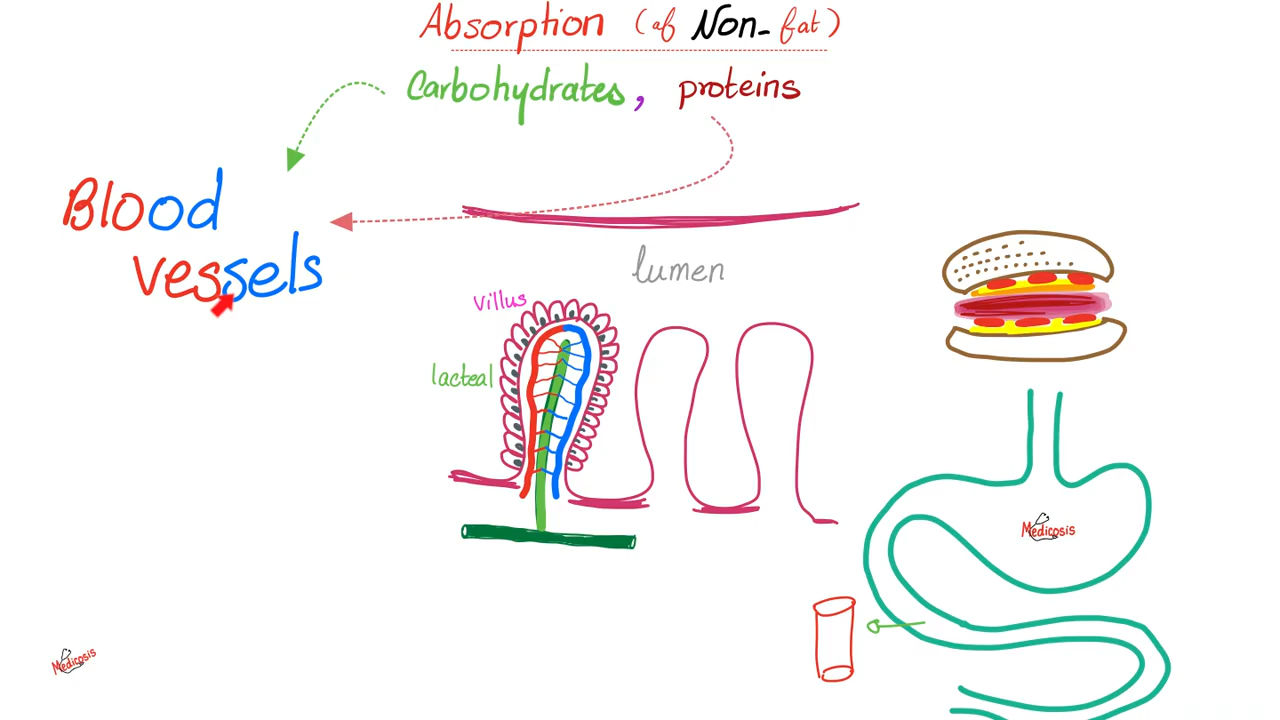 Absorption (of Non-fat)
Carbohydrates, proteins
Blood
vessels
lumen
villus
lacteal
Medicosis
Medicosis